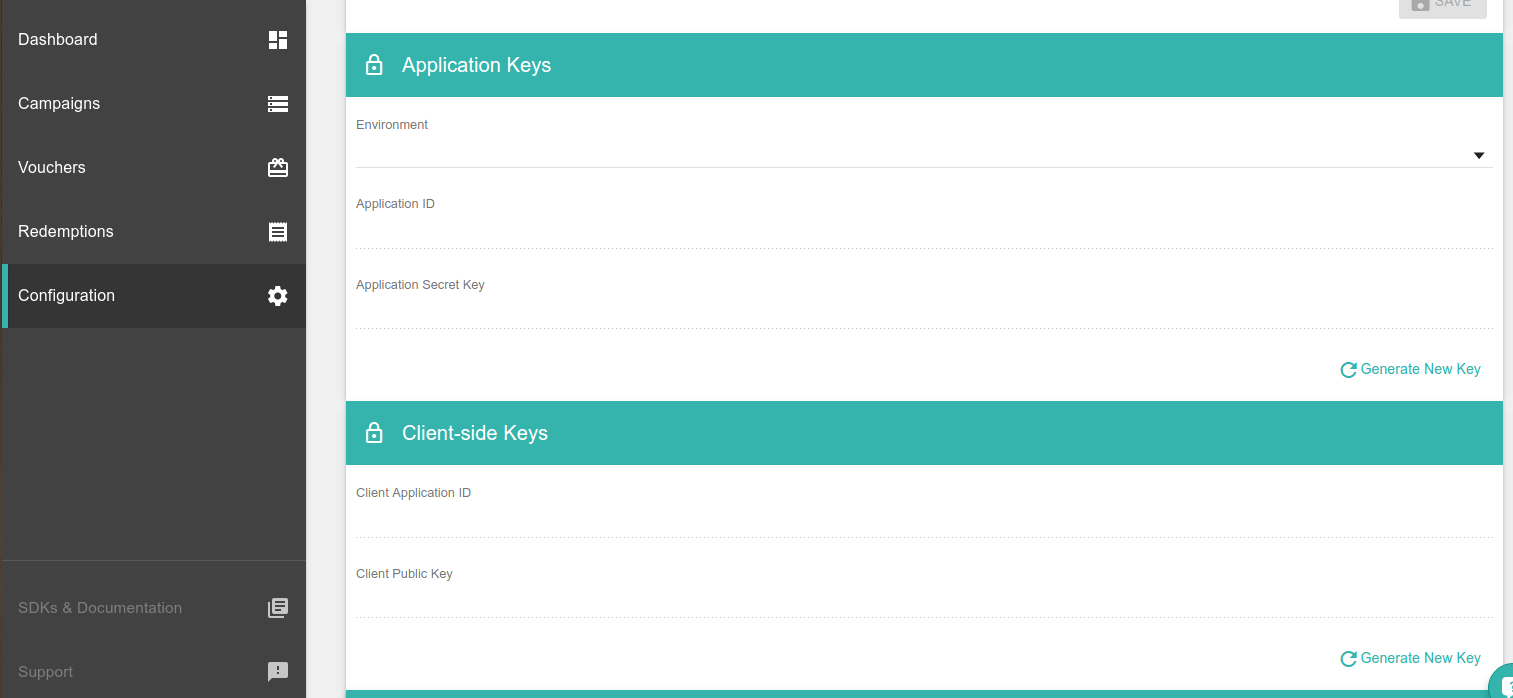 Dashboard
Campaigns
Vouchers
Redemptions
Configuration
SDKs & Documentation
Support
SAVE
Application Keys
Environment
Application ID
Application Secret Key
Generate New Key
Client-side Keys
Client Application ID
Client Public Key
Generate New Key